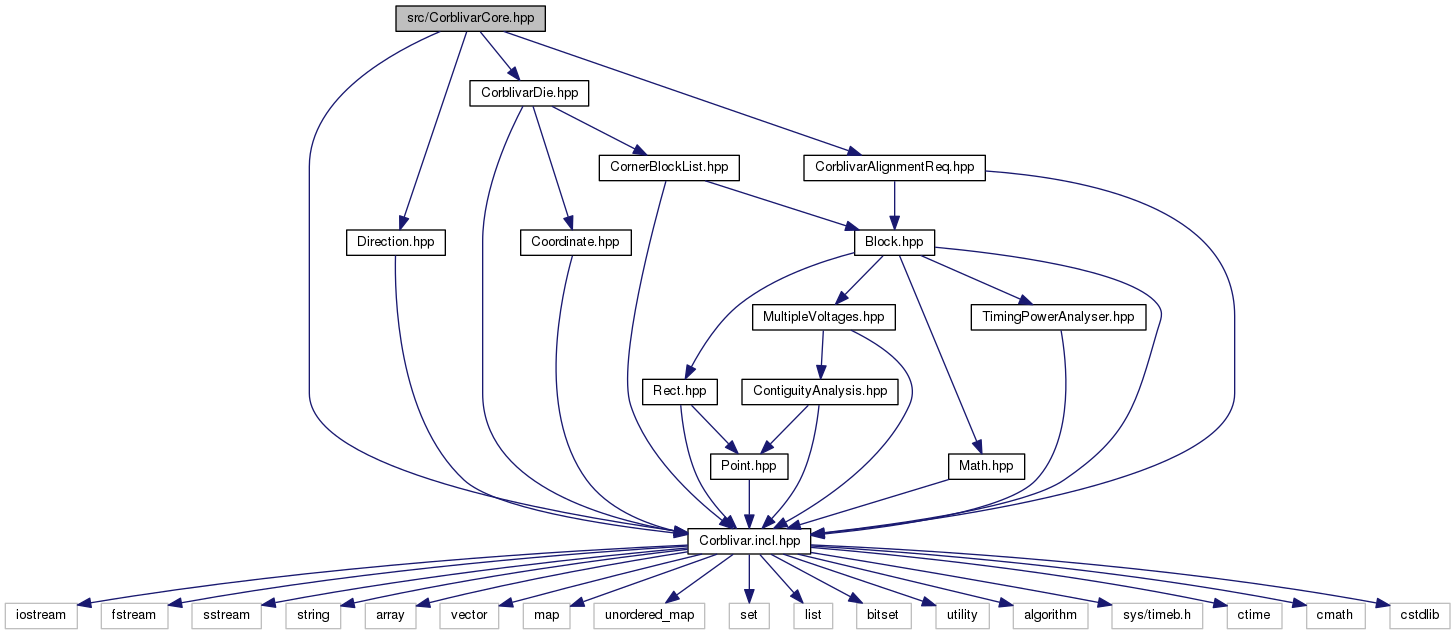 src/CorblivarCore.hpp
CorblivarDie.hpp
CornerBlockList.hpp
CorblivarAlignmentReq.hpp
Direction.hpp
Coordinate.hpp
Block.hpp
MultipleVoltages.hpp
TimingPowerAnalyser.hpp
Rect.hpp
ContiguityAnalysis.hpp
Point.hpp
Math.hpp
Corblivar.incl.hpp
iostream
fstream
sstream
string
array
vector
map
unordered_map
set
list
bitset
utility
algorithm
sys/timeb.h
ctime
cmath
cstdlib